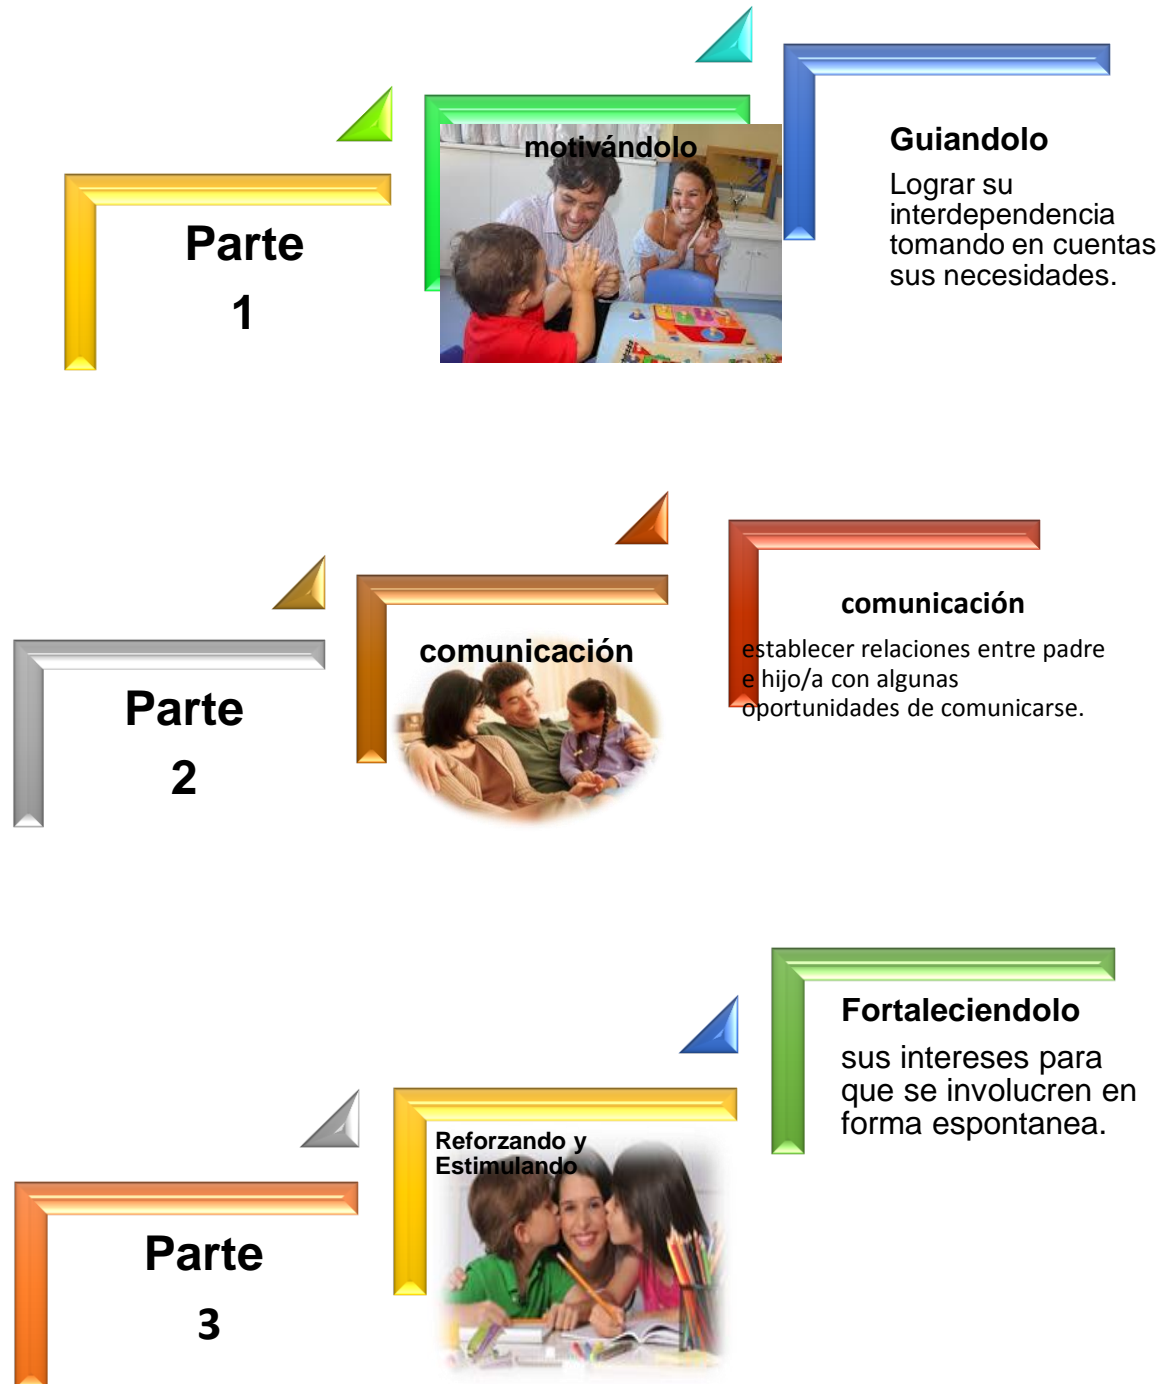 Parte
1
motivándolo
Guiandolo
Lograr su
interdependencia
tomando en cuentas
sus necesidades.
Parte
2
comunicación
comunicación
establecer relaciones entre padre
e hijo/a con algunas
oportunidades de comunicarse.
Parte
3
Reforzando y
Estimulando
Fortaleciendolo
sus intereses para
que se involucren en
forma espontanea.